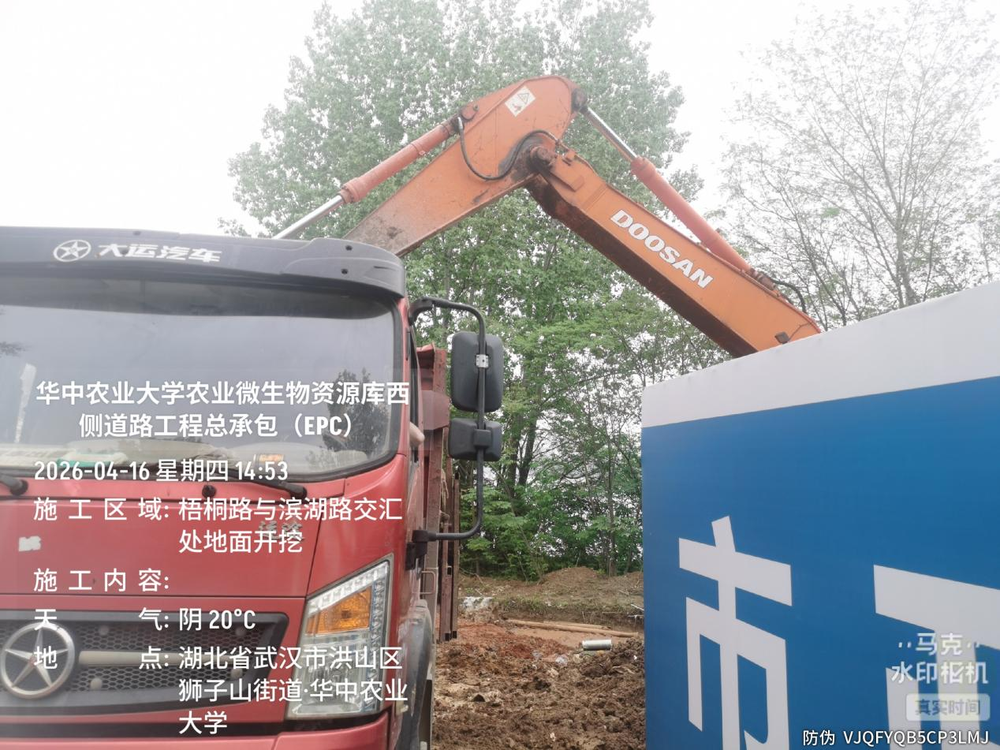 大运汽车
DOOSAN
华中农业大学农业微生物资源库西
侧道路工程总承包（EPC）
2026-04-16 星期四 14:53
施工区域: 梧桐路与滨湖路交汇
处地面开挖
施工内容:
天气: 阴 20°C
地点: 湖北省武汉市洪山区
狮子山街道·华中农业
大学
市
马克
水印相机
真实时间
防伪 VJQFYQB5CP3LMJ